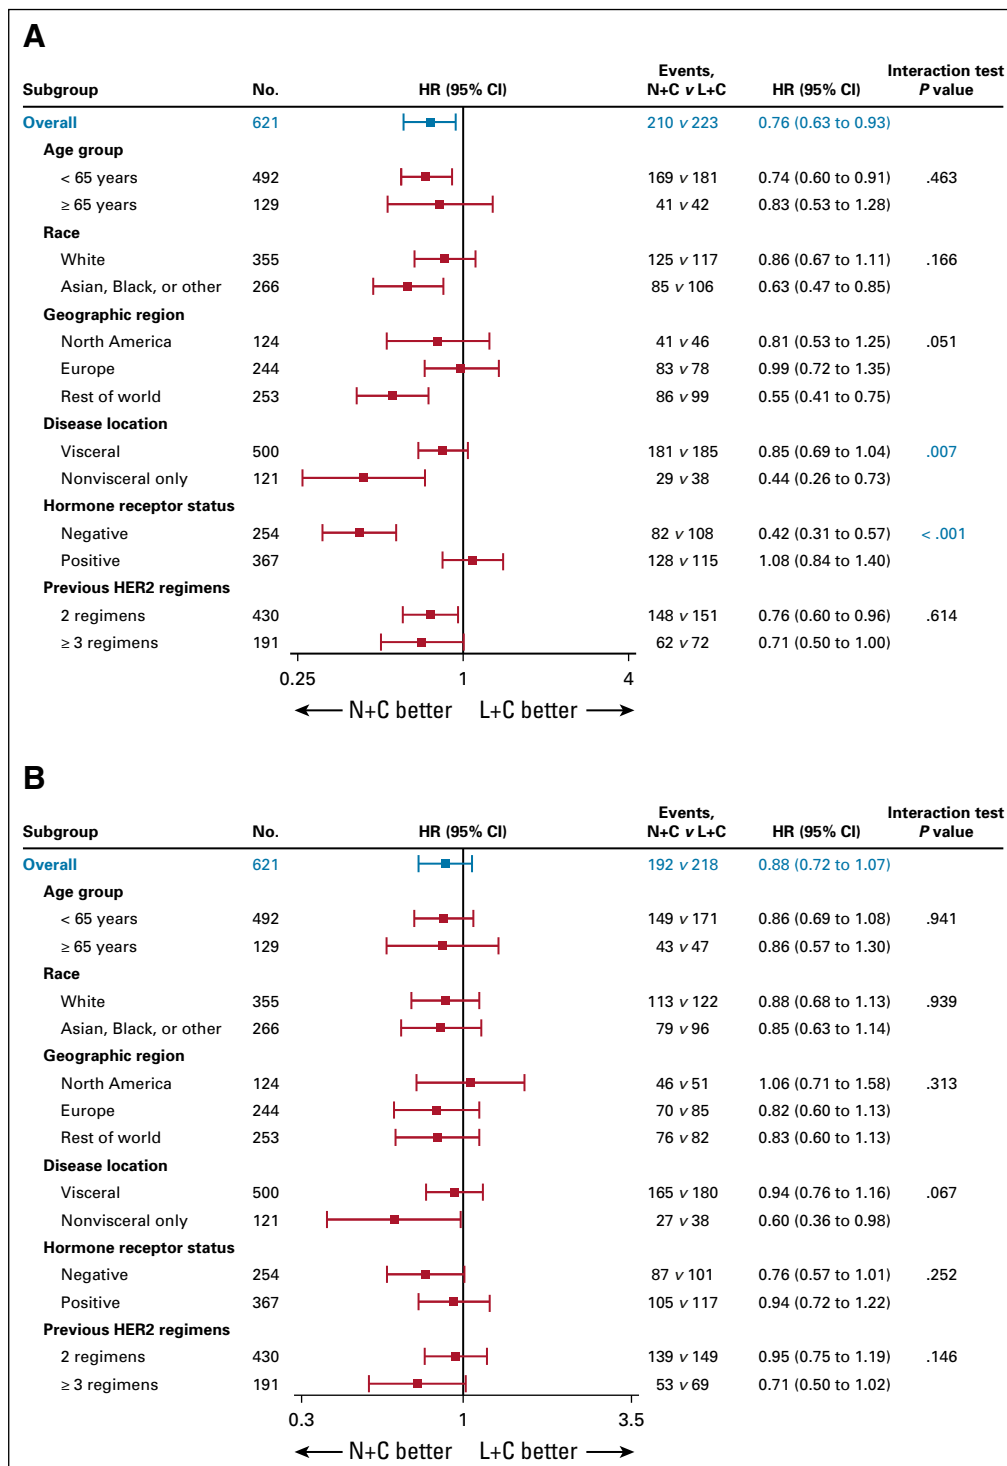 A
Subgroup No. HR (95% CI) Events, N+C v L+C HR (95% CI) Interaction test P value
Overall 621 210 v 223 0.76 (0.63 to 0.93)
Age group
< 65 years 492 169 v 181 0.74 (0.60 to 0.91) .463
≥ 65 years 129 41 v 42 0.83 (0.53 to 1.28)
Race
White 355 125 v 117 0.86 (0.67 to 1.11) .166
Asian, Black, or other 266 85 v 106 0.63 (0.47 to 0.85)
Geographic region
North America 124 41 v 46 0.81 (0.53 to 1.25) .051
Europe 244 83 v 78 0.99 (0.72 to 1.35)
Rest of world 253 86 v 99 0.55 (0.41 to 0.75)
Disease location
Visceral 500 181 v 185 0.85 (0.69 to 1.04) .007
Nonvisceral only 121 29 v 38 0.44 (0.26 to 0.73)
Hormone receptor status
Negative 254 82 v 108 0.42 (0.31 to 0.57) < .001
Positive 367 128 v 115 1.08 (0.84 to 1.40)
Previous HER2 regimens
2 regimens 430 148 v 151 0.76 (0.60 to 0.96) .614
≥ 3 regimens 191 62 v 72 0.71 (0.50 to 1.00)
0.25 1 4
N+C better L+C better
B
Subgroup No. HR (95% CI) Events, N+C v L+C HR (95% CI) Interaction test P value
Overall 621 192 v 218 0.88 (0.72 to 1.07)
Age group
< 65 years 492 149 v 171 0.86 (0.69 to 1.08) .941
≥ 65 years 129 43 v 47 0.86 (0.57 to 1.30)
Race
White 355 113 v 122 0.88 (0.68 to 1.13) .939
Asian, Black, or other 266 79 v 96 0.85 (0.63 to 1.14)
Geographic region
North America 124 46 v 51 1.06 (0.71 to 1.58) .313
Europe 244 70 v 85 0.82 (0.60 to 1.13)
Rest of world 253 76 v 82 0.83 (0.60 to 1.13)
Disease location
Visceral 500 165 v 180 0.94 (0.76 to 1.16) .067
Nonvisceral only 121 27 v 38 0.60 (0.36 to 0.98)
Hormone receptor status
Negative 254 87 v 101 0.76 (0.57 to 1.01) .252
Positive 367 105 v 117 0.94 (0.72 to 1.22)
Previous HER2 regimens
2 regimens 430 139 v 149 0.95 (0.75 to 1.19) .146
≥ 3 regimens 191 53 v 69 0.71 (0.50 to 1.02)
0.3 1 3.5
N+C better L+C better